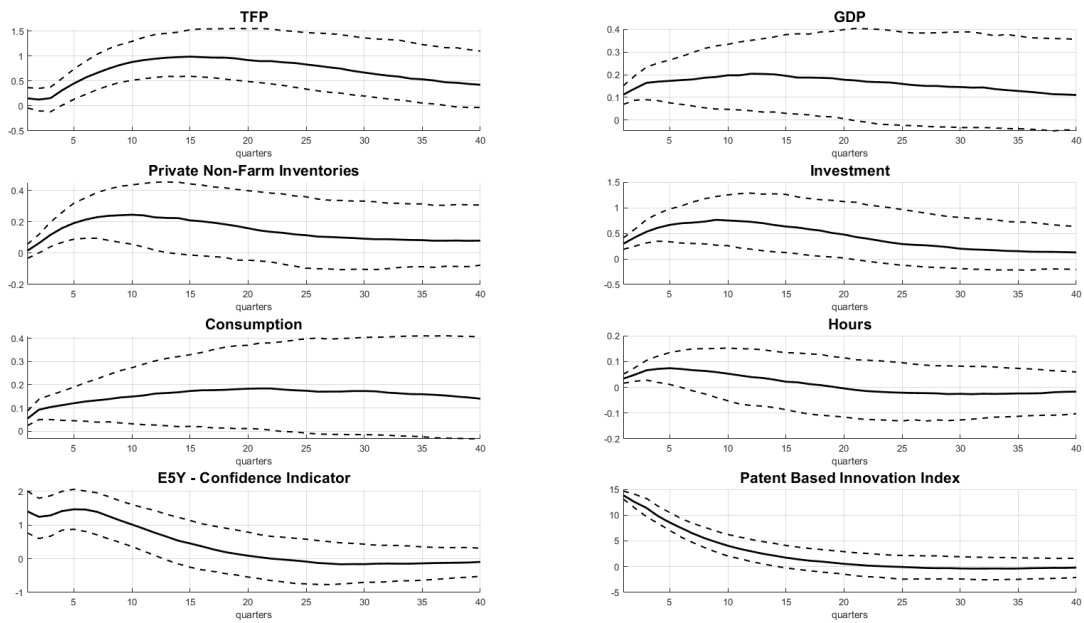 TFP
1.5
1
0.5
0
-0.5
5 10 15 20 25 30 35 40
quarters
GDP
0.4
0.3
0.2
0.1
0
5 10 15 20 25 30 35 40
quarters
Private Non-Farm Inventories
0.4
0.2
0
-0.2
5 10 15 20 25 30 35 40
quarters
Investment
1.5
1
0.5
0
-0.5
5 10 15 20 25 30 35 40
quarters
Consumption
0.4
0.3
0.2
0.1
0
5 10 15 20 25 30 35 40
quarters
Hours
0.2
0.1
0
-0.1
-0.2
5 10 15 20 25 30 35 40
quarters
E5Y - Confidence Indicator
2
1
0
-1
5 10 15 20 25 30 35 40
quarters
Patent Based Innovation Index
15
10
5
0
-5
5 10 15 20 25 30 35 40
quarters